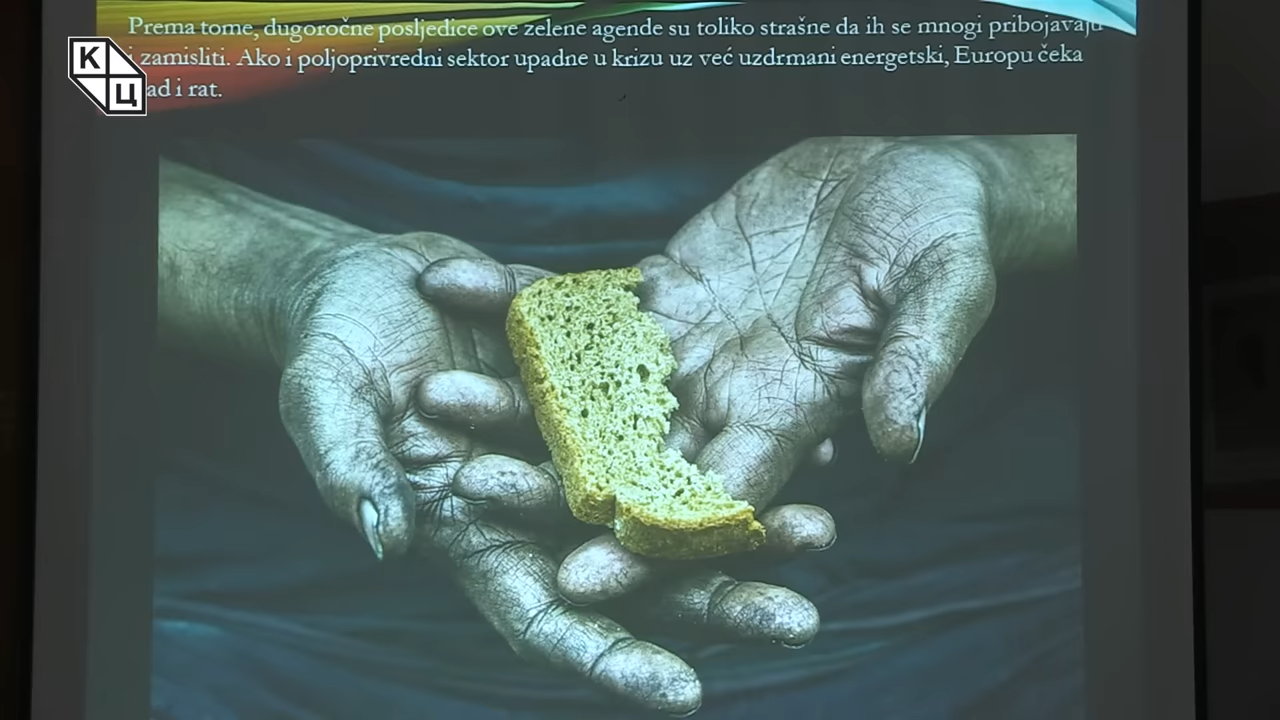 Prema tome, dugoročne posljedice ove zelene agende su toliko strašne da ih se mnogi pribojavaju
i zamisliti. Ako i poljoprivredni sektor upadne u krizu uz već uzdrmani energetski, Europu čeka
ad i rat.
К
Ц